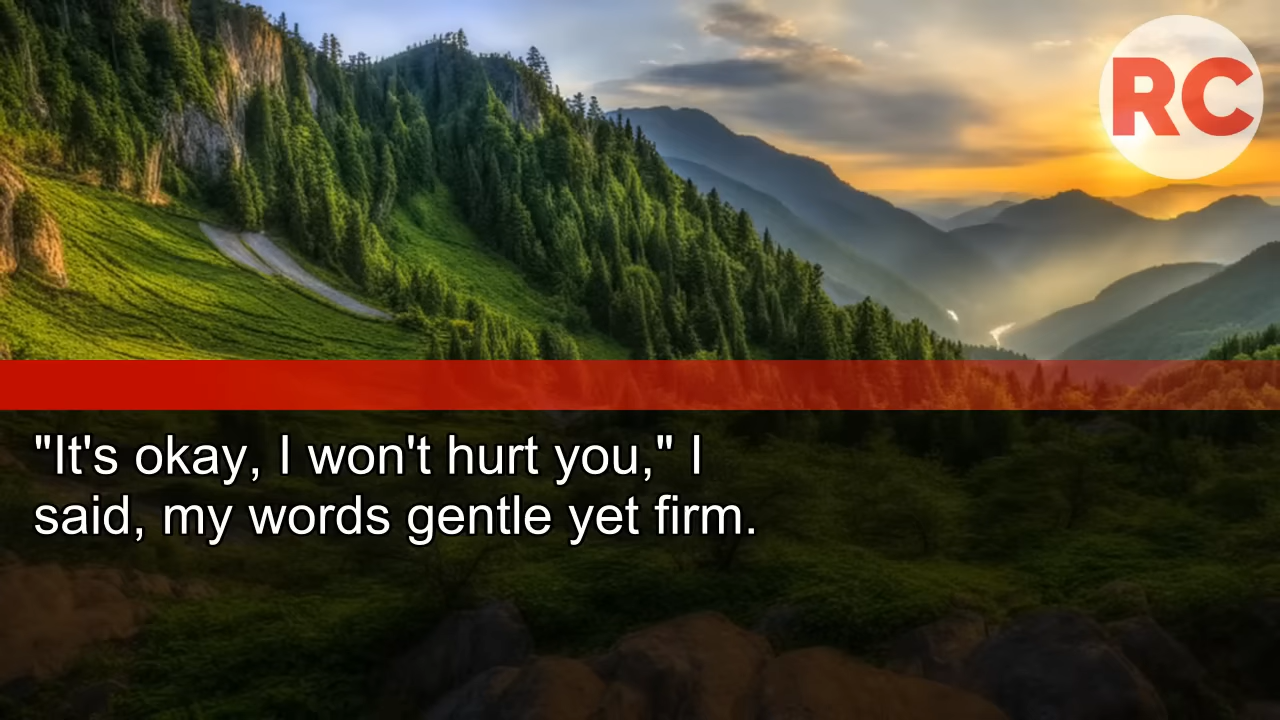 RC
"It's okay, I won't hurt you," I
said, my words gentle yet firm.